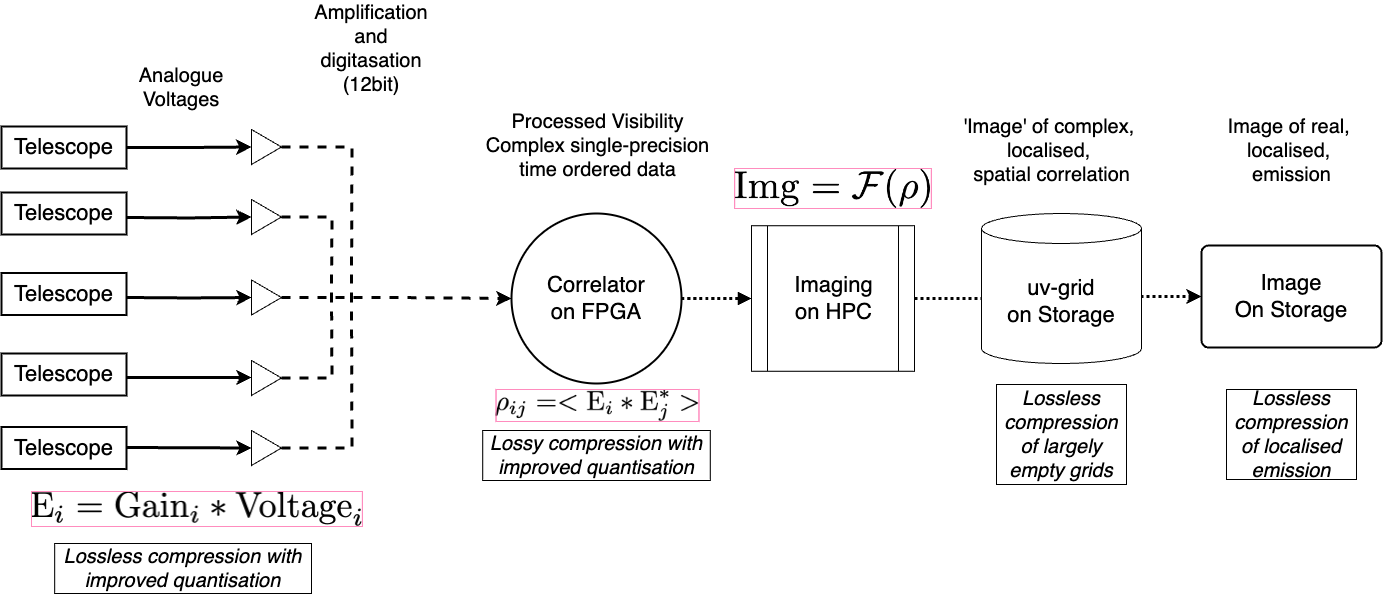 Amplification
and
digitasation
(12bit)
Analogue
Voltages
Telescope
Telescope
Telescope
Telescope
Telescope
E_i = Gain_i * Voltage_i
Lossless compression with
improved quantisation
Processed Visibility
Complex single-precision
time ordered data
Correlator
on FPGA
ρ_{ij} =< E_i * E_j^* >
Lossy compression with
improved quantisation
Img = ℱ(ρ)
Imaging
on HPC
'Image' of complex,
localised,
spatial correlation
uv-grid
on Storage
Lossless
compression
of largely
empty grids
Image of real,
localised,
emission
Image
On Storage
Lossless
compression
of localised
emission